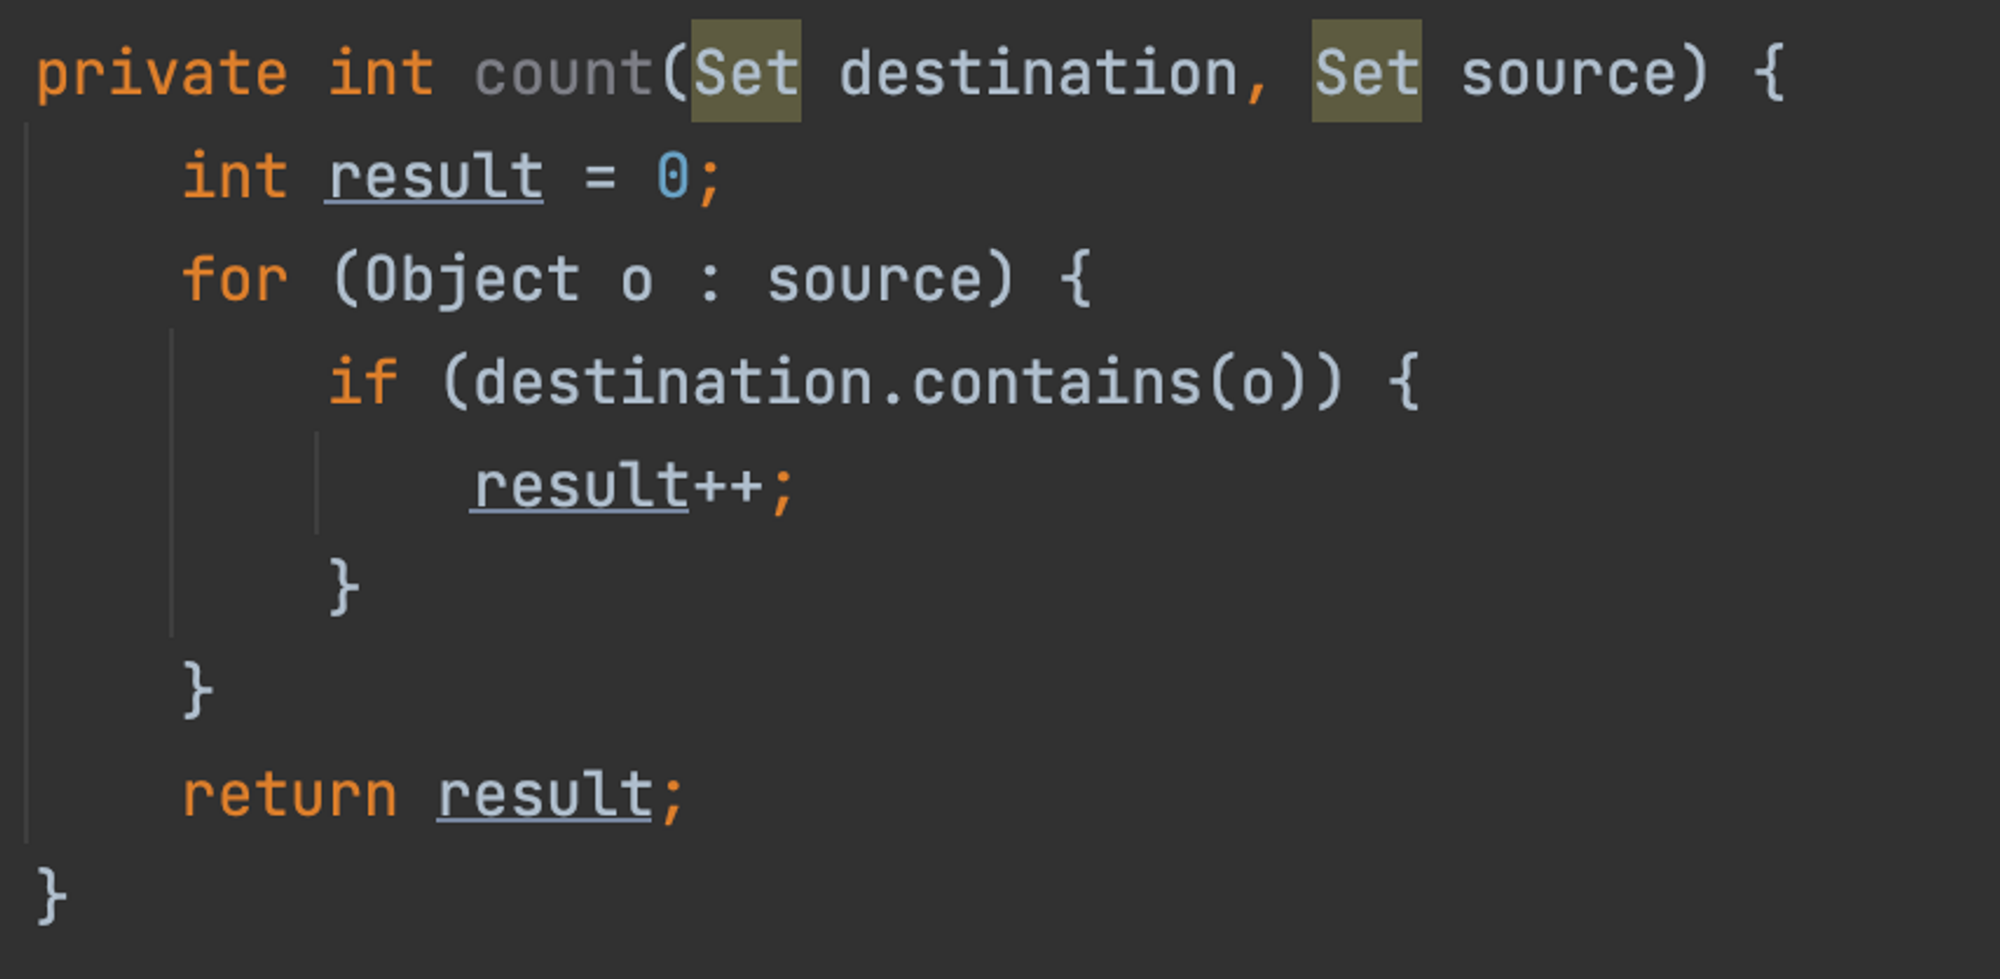 private int count(Set destination, Set source) {
    int result = 0;
    for (Object o : source) {
        if (destination.contains(o)) {
            result++;
        }
    }
    return result;
}